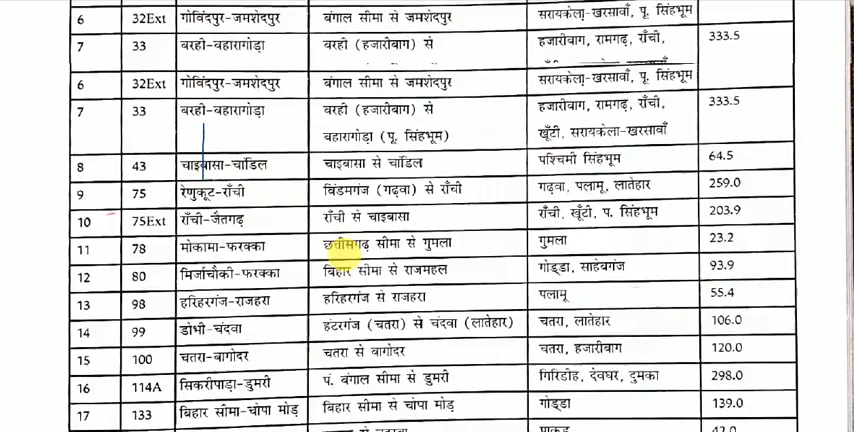 6 32Ext गोविंदपुर-जमशेदपुर बंगाल सीमा से जमशेदपुर सरायकेला-खरसावाँ, पू. सिंहभूम
7 33 बरही-बहारागोड़ा बरही (हजारीबाग) से हजारीबाग, रामगढ़, राँची, 333.5
6 32Ext गोविंदपुर-जमशेदपुर बंगाल सीमा से जमशेदपुर सरायकेला-खरसावाँ, पू. सिंहभूम
7 33 बरही-बहारागोड़ा बरही (हजारीबाग) से हजारीबाग, रामगढ़, राँची, 333.5
बहारागोड़ा (पू. सिंहभूम) खूँटी, सरायकेला-खरसावाँ
8 43 चाइबासा-चांडिल चाइबासा से चांडिल पश्चिमी सिंहभूम 64.5
9 75 रेणुकूट-राँची विंडमगंज (गढ़वा) से राँची गढ़वा, पलामू, लातेहार 259.0
10 75Ext राँची-जैतगढ़ राँची से चाइबासा राँची, खूँटी, प. सिंहभूम 203.9
11 78 मोकामा-फरक्का छत्तीसगढ़ सीमा से गुमला गुमला 23.2
12 80 मिर्जाचौकी-फरक्का बिहार सीमा से राजमहल गोड्डा, साहेबगंज 93.9
13 98 हरिहरगंज-राजहरा हरिहरगंज से राजहरा पलामू 55.4
14 99 डोभी-चंदवा हंटरगंज (चतरा) से चंदवा (लातेहार) चतरा, लातेहार 106.0
15 100 चतरा-बागोदर चतरा से बागोदर चतरा, हजारीबाग 120.0
16 114A सिकरीपाड़ा-डुमरी पं. बंगाल सीमा से डुमरी गिरिडीह, देवघर, दुमका 298.0
17 133 बिहार सीमा-चोपा मोड़ बिहार सीमा से चोपा मोड़ गोड्डा 139.0